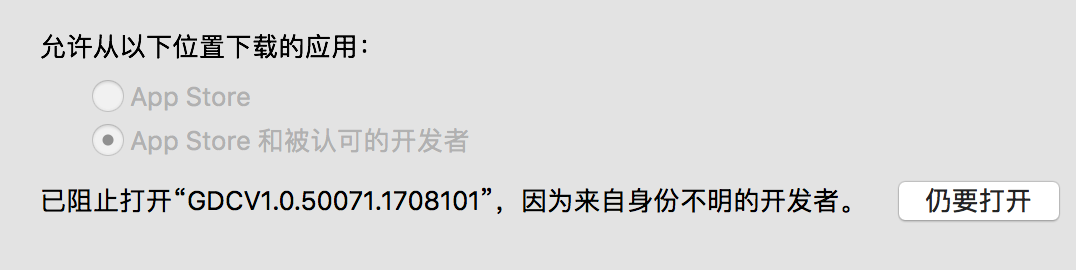 允许从以下位置下载的应用：
App Store
App Store 和被认可的开发者
已阻止打开“GDCV1.0.50071.1708101”，因为来自身份不明的开发者。 仍要打开